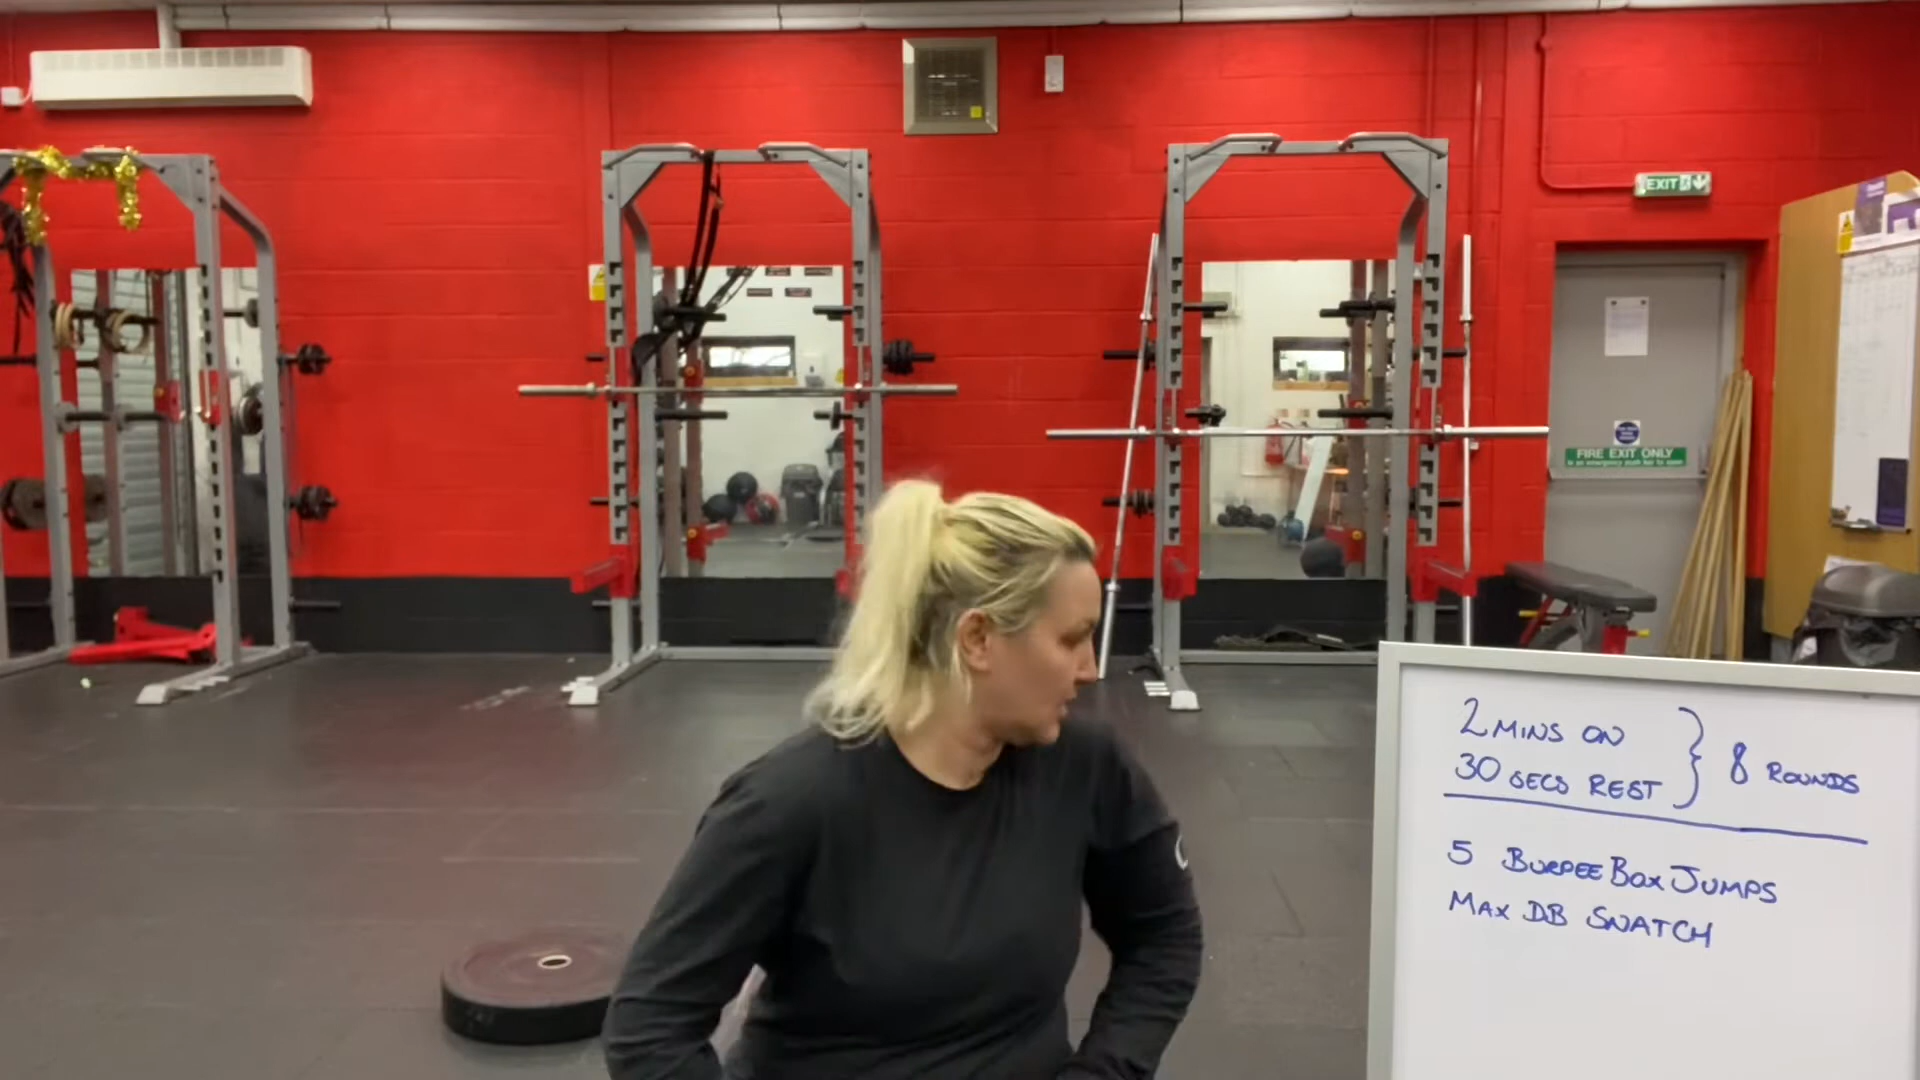 EXIT
FIRE EXIT ONLY
2 MINS ON
30 SECS REST } 8 ROUNDS
5 BURPEE BOX JUMPS
MAX DB SNATCH